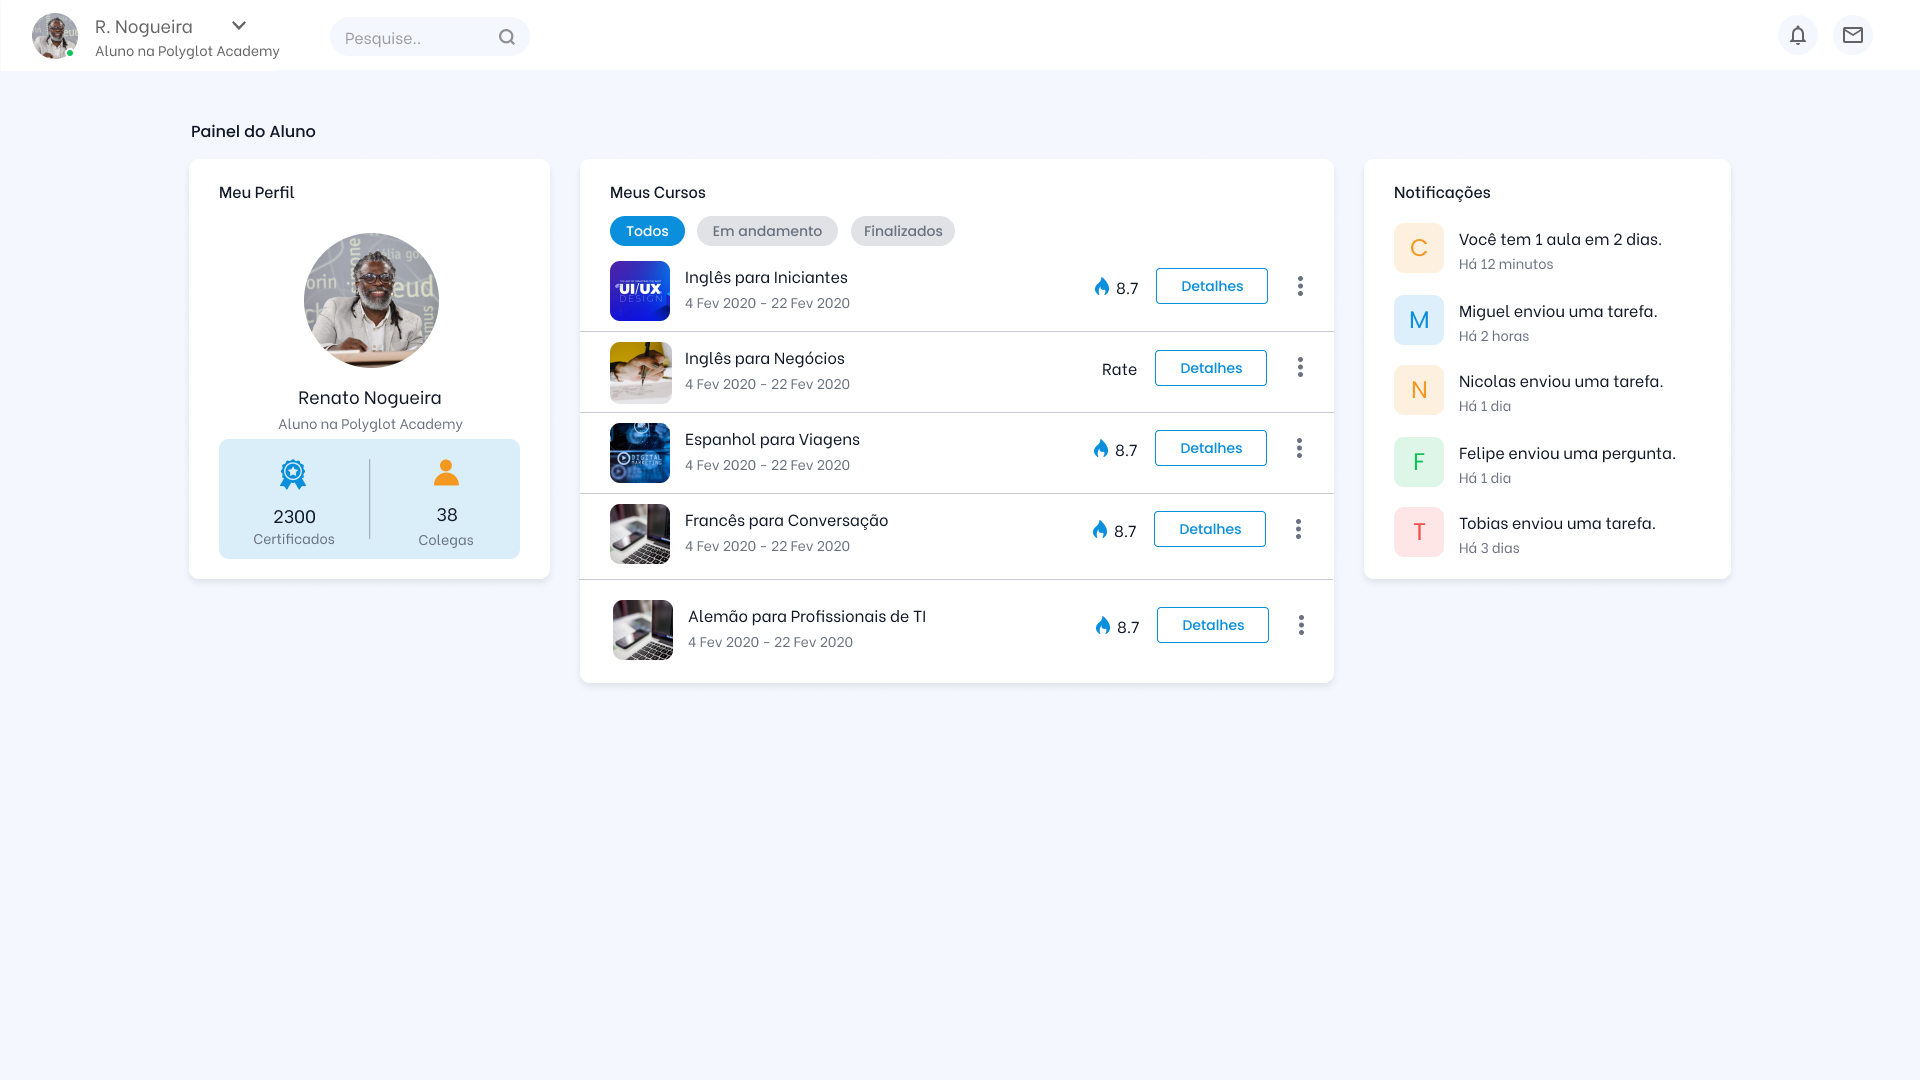 R. Nogueira
Aluno na Polyglot Academy
Pesquise..
Painel do Aluno
Meu Perfil
Renato Nogueira
Aluno na Polyglot Academy
2300
Certificados
38
Colegas
Meus Cursos
Todos
Em andamento
Finalizados
UI/UX
DESIGN
Inglês para Iniciantes
4 Fev 2020 - 22 Fev 2020
8.7
Detalhes
Inglês para Negócios
4 Fev 2020 - 22 Fev 2020
Rate
Detalhes
DIGITAL
MARKETING
Espanhol para Viagens
4 Fev 2020 - 22 Fev 2020
8.7
Detalhes
Francês para Conversação
4 Fev 2020 - 22 Fev 2020
8.7
Detalhes
Alemão para Profissionais de TI
4 Fev 2020 - 22 Fev 2020
8.7
Detalhes
Notificações
C
Você tem 1 aula em 2 dias.
Há 12 minutos
M
Miguel enviou uma tarefa.
Há 2 horas
N
Nicolas enviou uma tarefa.
Há 1 dia
F
Felipe enviou uma pergunta.
Há 1 dia
T
Tobias enviou uma tarefa.
Há 3 dias